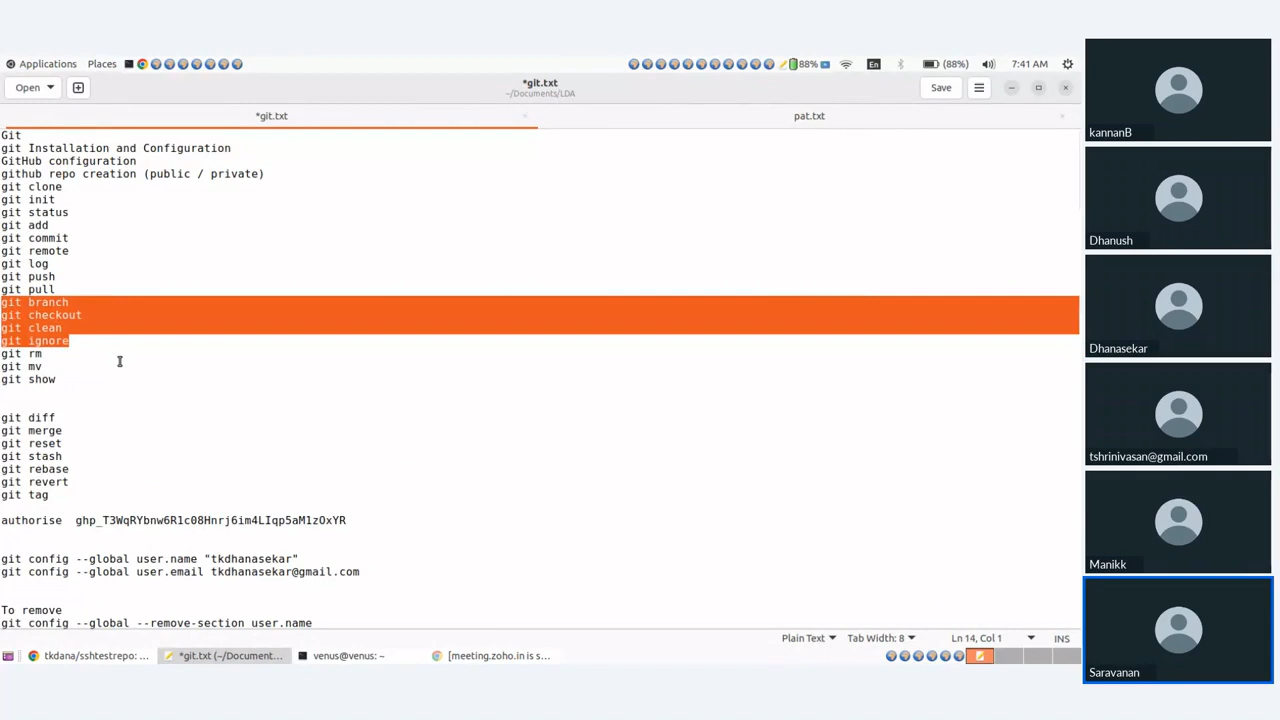 Applications Places 88% En (88%) 7:41 AM
Open *git.txt ~/Documents/LDA Save
*git.txt pat.txt
Git
git Installation and Configuration
GitHub configuration
github repo creation (public / private)
git clone
git init
git status
git add
git commit
git remote
git log
git push
git pull
git branch
git checkout
git clean
git ignore
git rm
git mv
git show
git diff
git merge
git reset
git stash
git rebase
git revert
git tag
authorise 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
git config --global user.name "tkdhanasekar"
git config --global user.email tkdhanasekar@gmail.com
To remove
git config --global --remove-section user.name
Plain Text Tab Width: 8 Ln 14, Col 1 INS
tkdana/sshtestrepo: ... *git.txt (~/Document... venus@venus: ~ [meeting.zoho.in is s...
kannanB
Dhanush
Dhanasekar
tshrinivasan@gmail.com
Manikk
Saravanan